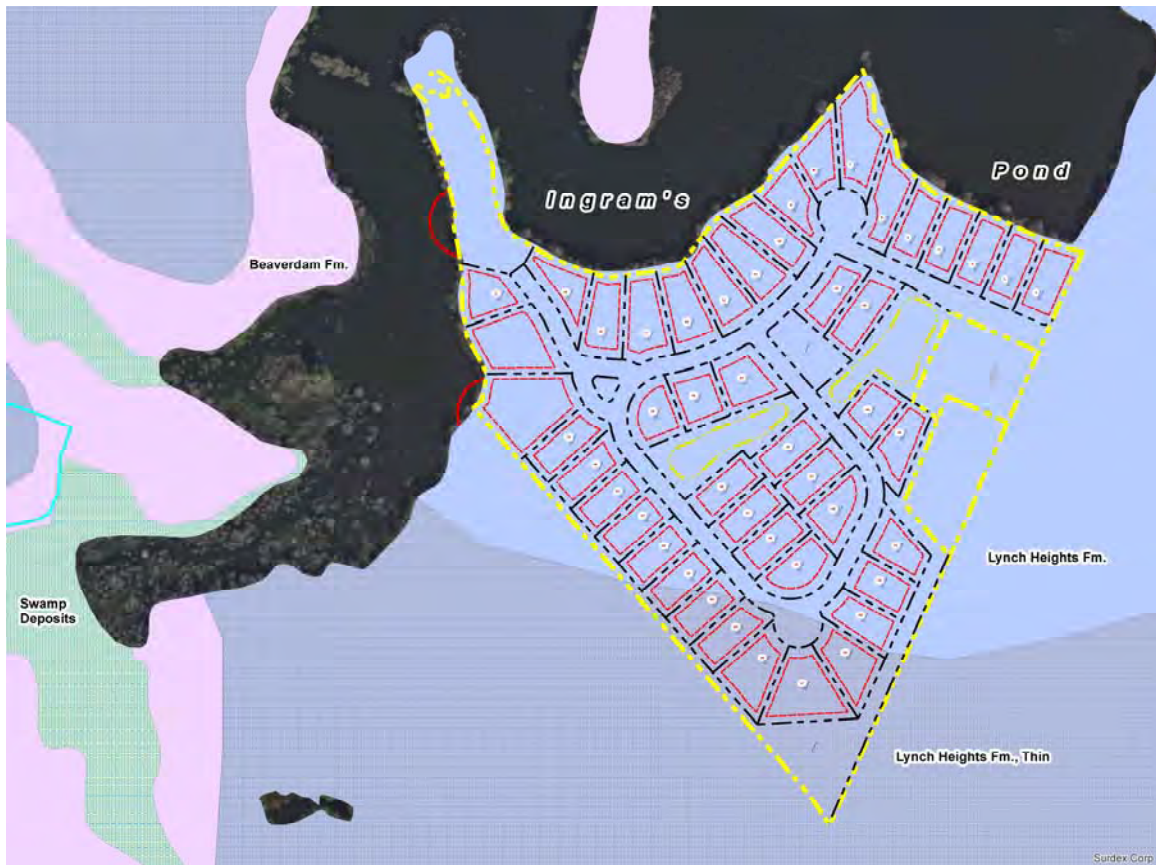 Ingram's
Pond
Beaverdam Fm.
Lynch Heights Fm.
Swamp
Deposits
Lynch Heights Fm., Thin
Surdex Corp